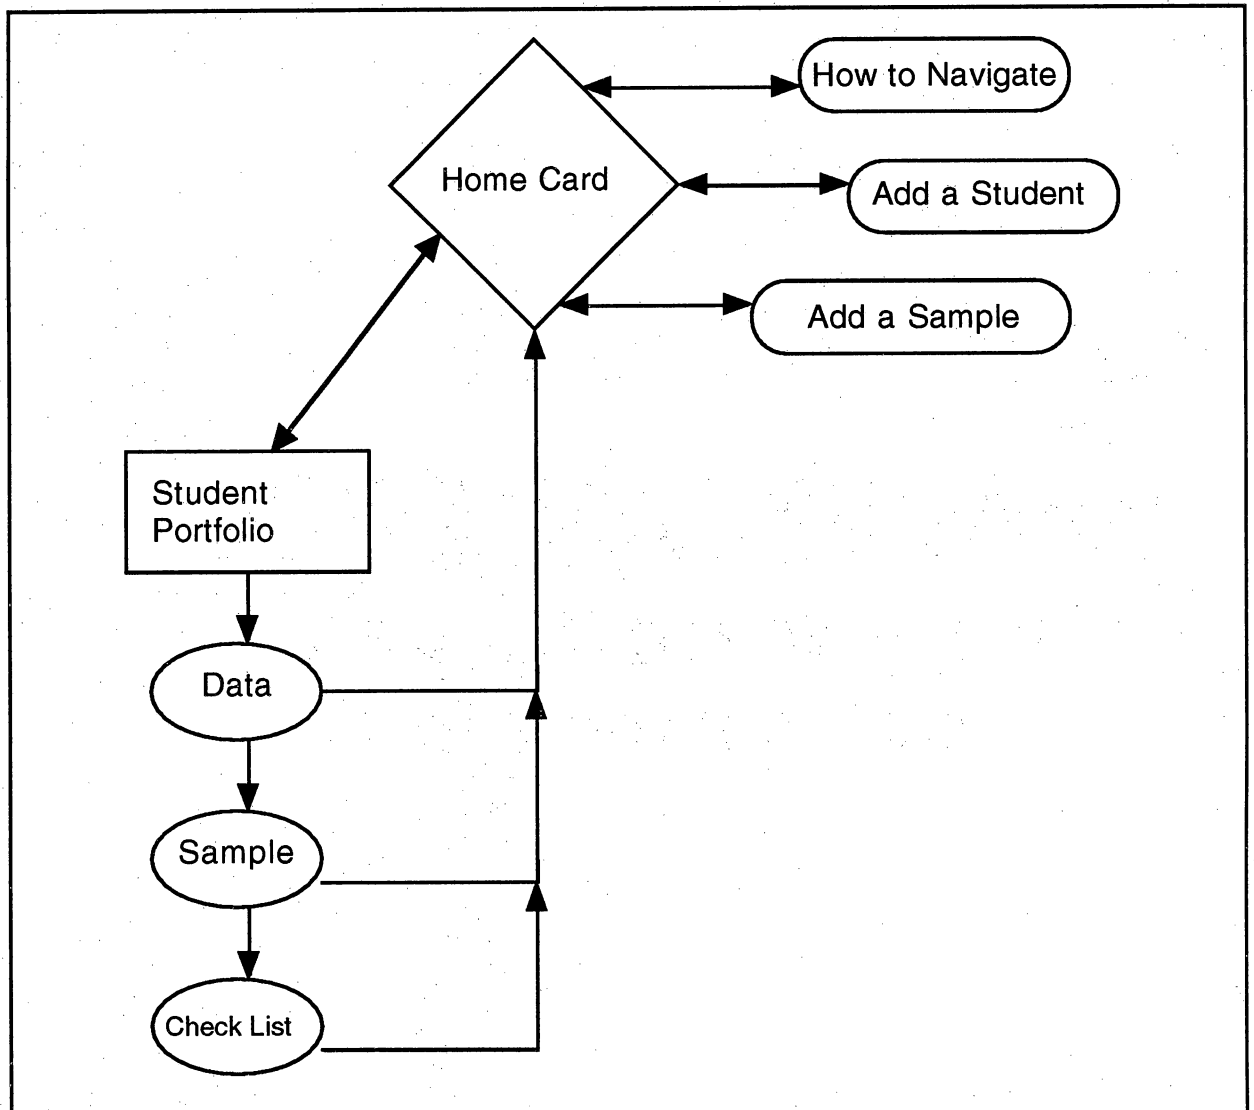 How to Navigate
Home Card
Add a Student
Add a Sample
Student
Portfolio
Data
Sample
Check List